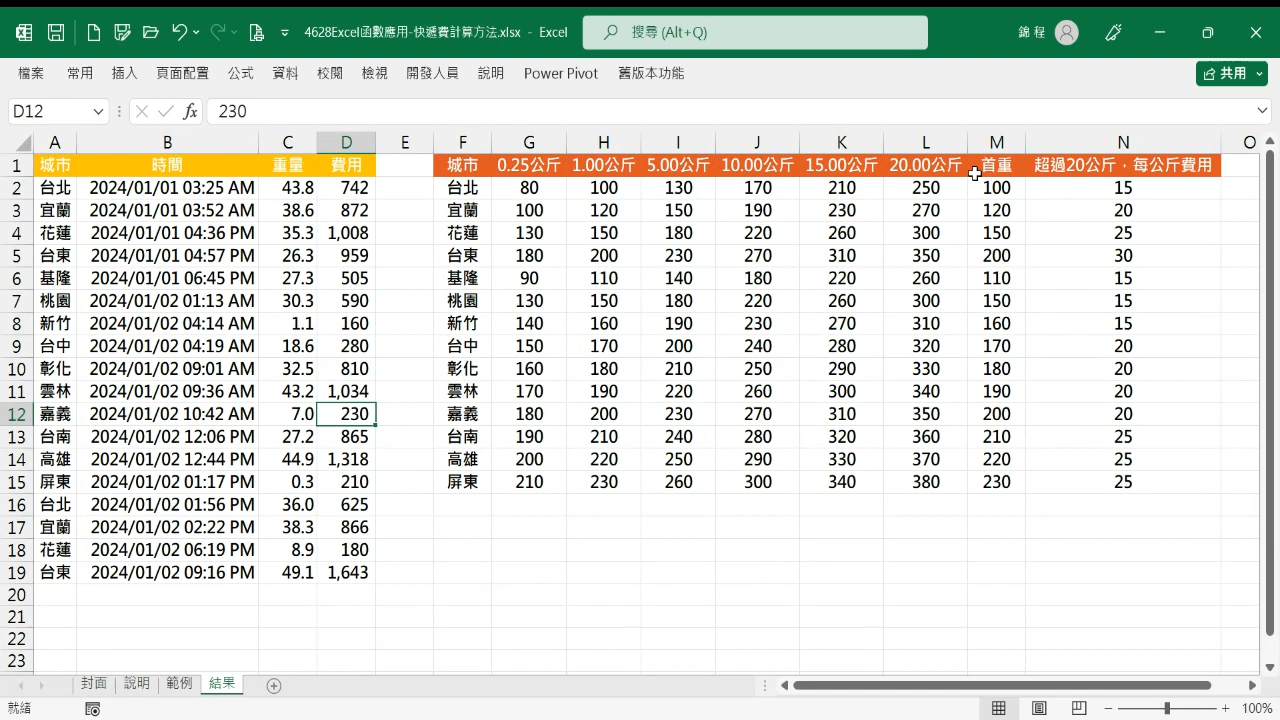 4628Excel函數應用-快遞費計算方法.xlsx - Excel
搜尋 (Alt+Q)
錦 程
檔案 常用 插入 頁面配置 公式 資料 校閱 檢視 開發人員 說明 Power Pivot 舊版本功能
共用
D12 fx 230
A B C D E F G H I J K L M N O
1 城市 時間 重量 費用 城市 0.25公斤 1.00公斤 5.00公斤 10.00公斤 15.00公斤 20.00公斤 首重 超過20公斤，每公斤費用
2 台北 2024/01/01 03:25 AM 43.8 742 台北 80 100 130 170 210 250 100 15
3 宜蘭 2024/01/01 03:52 AM 38.6 872 宜蘭 100 120 150 190 230 270 120 20
4 花蓮 2024/01/01 04:36 PM 35.3 1,008 花蓮 130 150 180 220 260 300 150 25
5 台東 2024/01/01 04:57 PM 26.3 959 台東 180 200 230 270 310 350 200 30
6 基隆 2024/01/01 06:45 PM 27.3 505 基隆 90 110 140 180 220 260 110 15
7 桃園 2024/01/02 01:13 AM 30.3 590 桃園 130 150 180 220 260 300 150 15
8 新竹 2024/01/02 04:14 AM 1.1 160 新竹 140 160 190 230 270 310 160 15
9 台中 2024/01/02 04:19 AM 18.6 280 台中 150 170 200 240 280 320 170 20
10 彰化 2024/01/02 09:01 AM 32.5 810 彰化 160 180 210 250 290 330 180 20
11 雲林 2024/01/02 09:36 AM 43.2 1,034 雲林 170 190 220 260 300 340 190 20
12 嘉義 2024/01/02 10:42 AM 7.0 230 嘉義 180 200 230 270 310 350 200 20
13 台南 2024/01/02 12:06 PM 27.2 865 台南 190 210 240 280 320 360 210 25
14 高雄 2024/01/02 12:44 PM 44.9 1,318 高雄 200 220 250 290 330 370 220 25
15 屏東 2024/01/02 01:17 PM 0.3 210 屏東 210 230 260 300 340 380 230 25
16 台北 2024/01/02 01:56 PM 36.0 625
17 宜蘭 2024/01/02 02:22 PM 38.3 866
18 花蓮 2024/01/02 06:19 PM 8.9 180
19 台東 2024/01/02 09:16 PM 49.1 1,643
20
21
22
23
封面 說明 範例 結果
就緒 100%